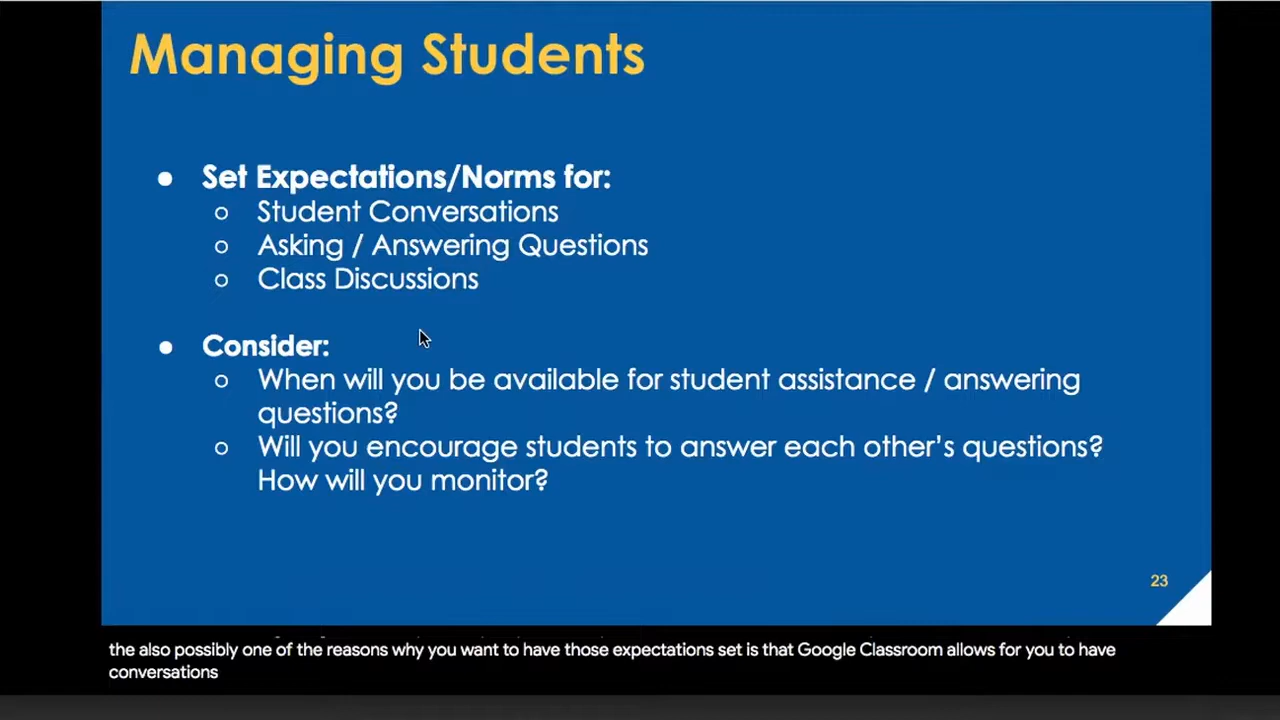 Managing Students
● Set Expectations/Norms for:
○ Student Conversations
○ Asking / Answering Questions
○ Class Discussions
● Consider:
○ When will you be available for student assistance / answering
questions?
○ Will you encourage students to answer each other's questions?
How will you monitor?
23
the also possibly one of the reasons why you want to have those expectations set is that Google Classroom allows for you to have
conversations